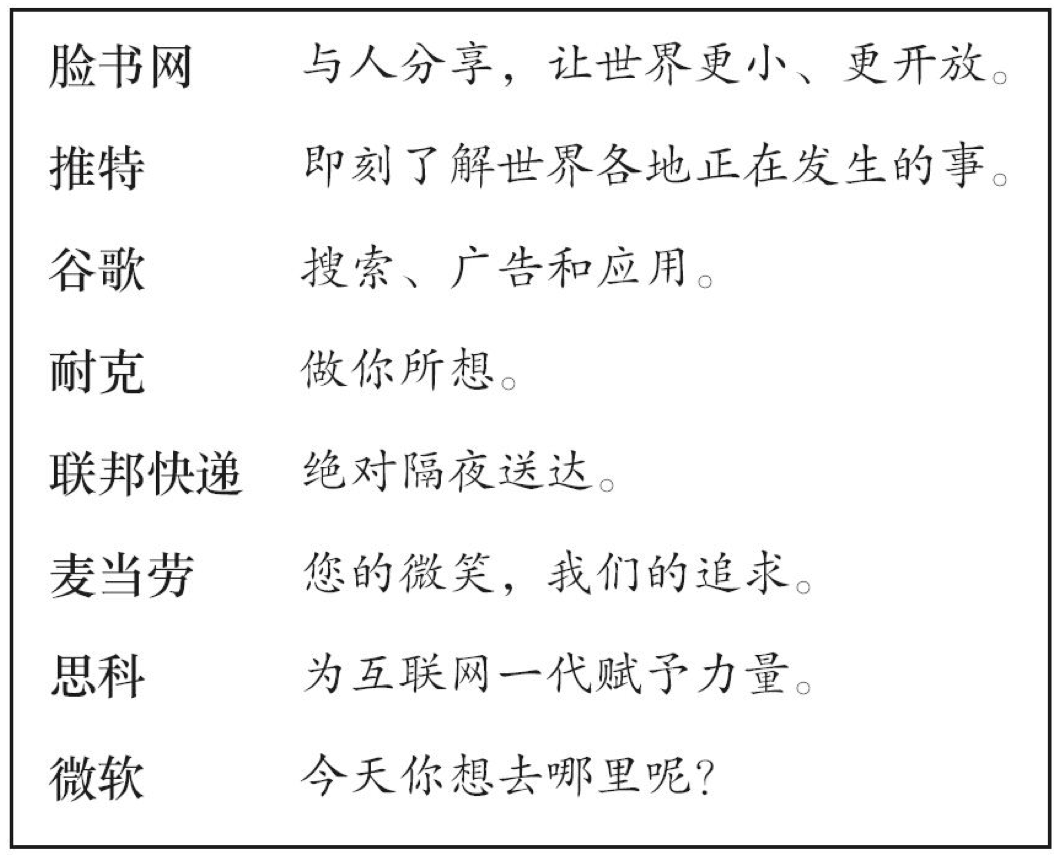 脸书网 与人分享，让世界更小、更开放。
推特 即刻了解世界各地正在发生的事。
谷歌 搜索、广告和应用。
耐克 做你所想。
联邦快递 绝对隔夜送达。
麦当劳 您的微笑，我们的追求。
思科 为互联网一代赋予力量。
微软 今天你想去哪里呢？